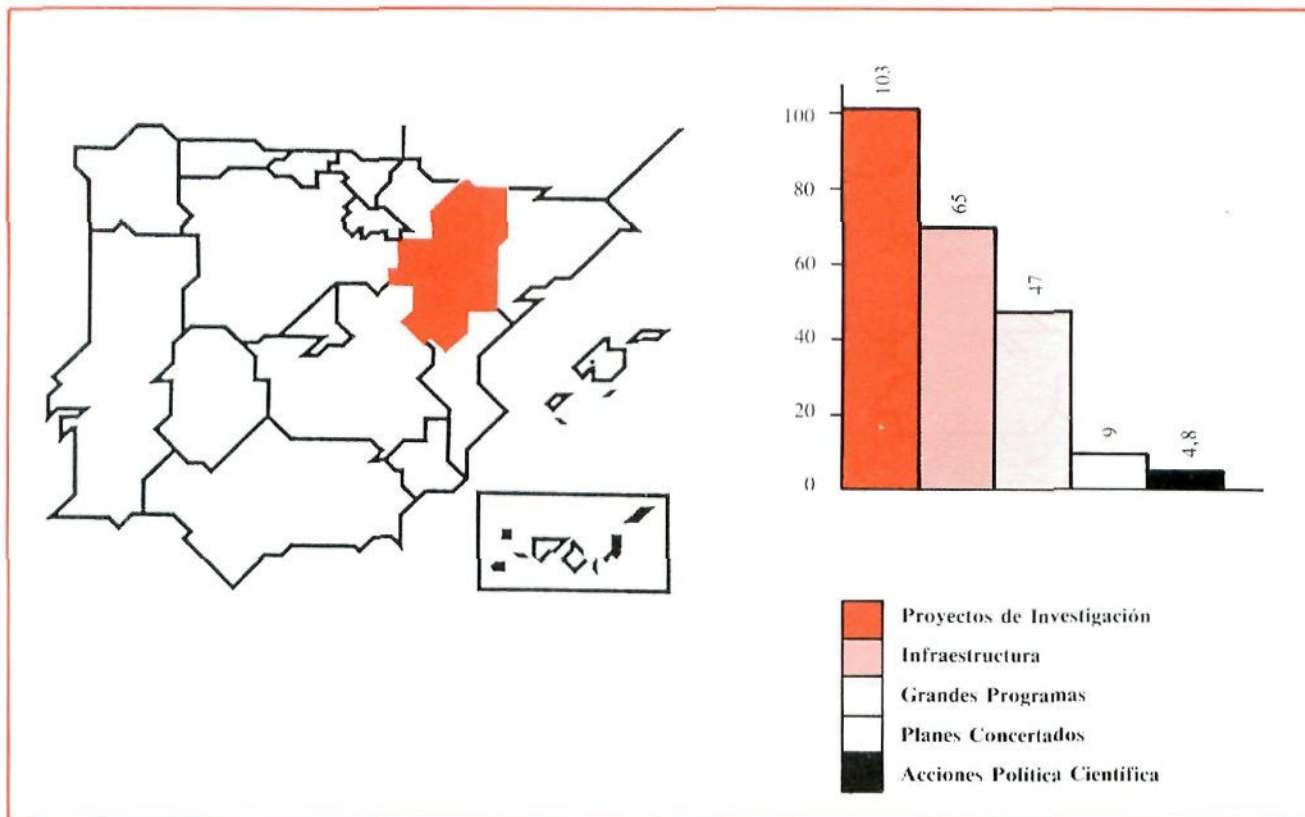 103
65
47
9
4,8
100
80
60
40
20
0
Proyectos de Investigación
Infraestructura
Grandes Programas
Planes Concertados
Acciones Política Científica